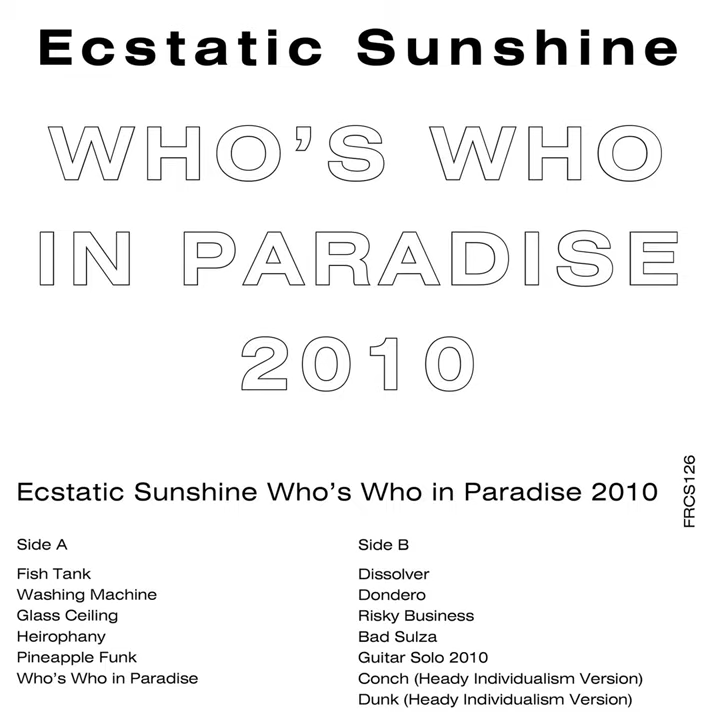 Ecstatic Sunshine
WHO'S WHO
IN PARADISE
2010
FRCS126
Ecstatic Sunshine Who's Who in Paradise 2010
Side A
Fish Tank
Washing Machine
Glass Ceiling
Heirophany
Pineapple Funk
Who's Who in Paradise
Side B
Dissolver
Dondero
Risky Business
Bad Sulza
Guitar Solo 2010
Conch (Heady Individualism Version)
Dunk (Heady Individualism Version)